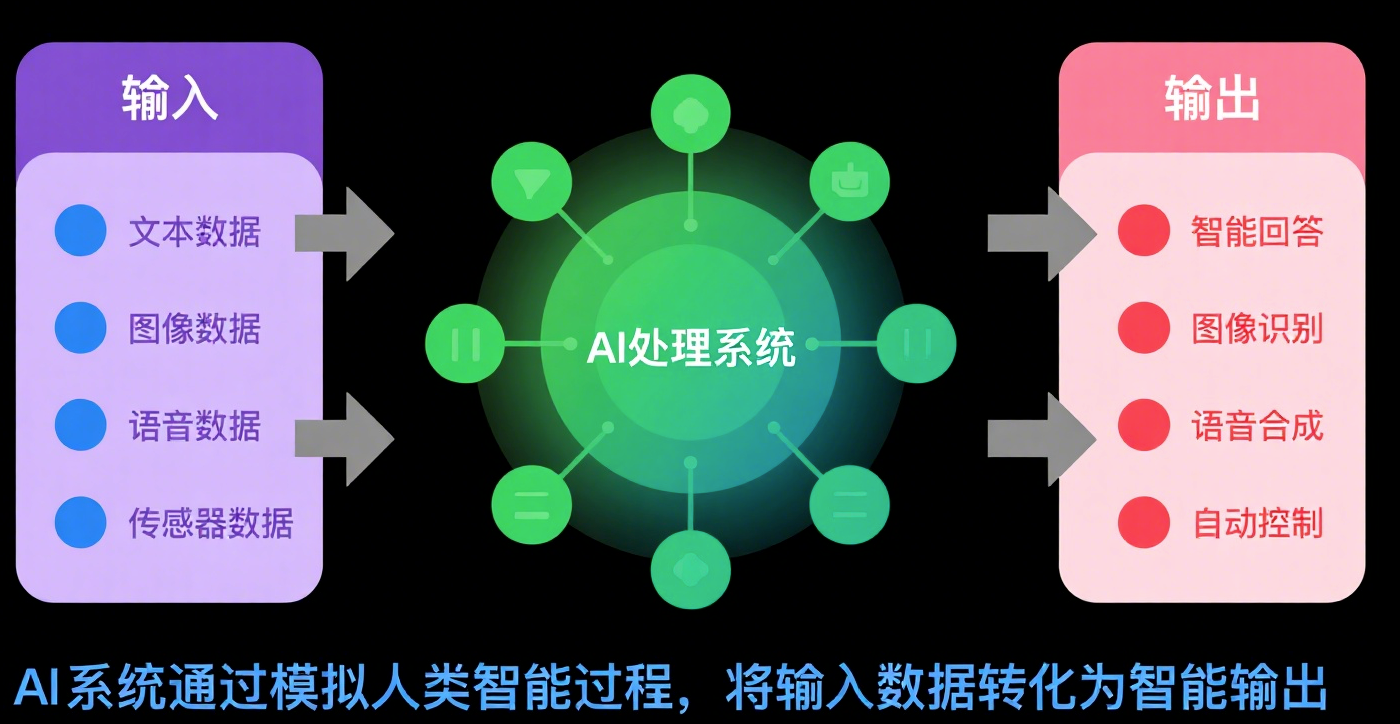 输入
文本数据
图像数据
语音数据
传感器数据
AI处理系统
输出
智能回答
图像识别
语音合成
自动控制
AI系统通过模拟人类智能过程，将输入数据转化为智能输出